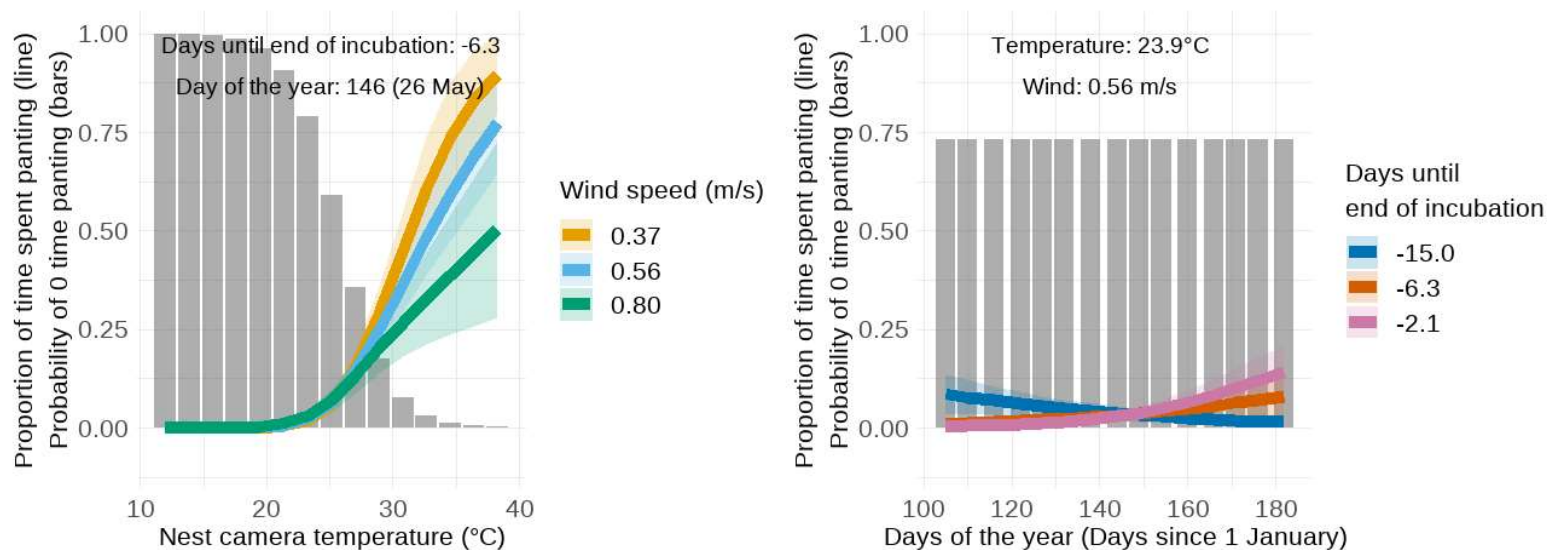 Proportion of time spent panting (line)
Probability of 0 time panting (bars)
1.00
0.75
0.50
0.25
0.00
Days until end of incubation: -6.3
Day of the year: 146 (26 May)
10
20
30
40
Nest camera temperature (°C)
Wind speed (m/s)
0.37
0.56
0.80
Proportion of time spent panting (line)
Probability of 0 time panting (bars)
1.00
0.75
0.50
0.25
0.00
Temperature: 23.9°C
Wind: 0.56 m/s
100
120
140
160
180
Days of the year (Days since 1 January)
Days until
end of incubation
-15.0
-6.3
-2.1